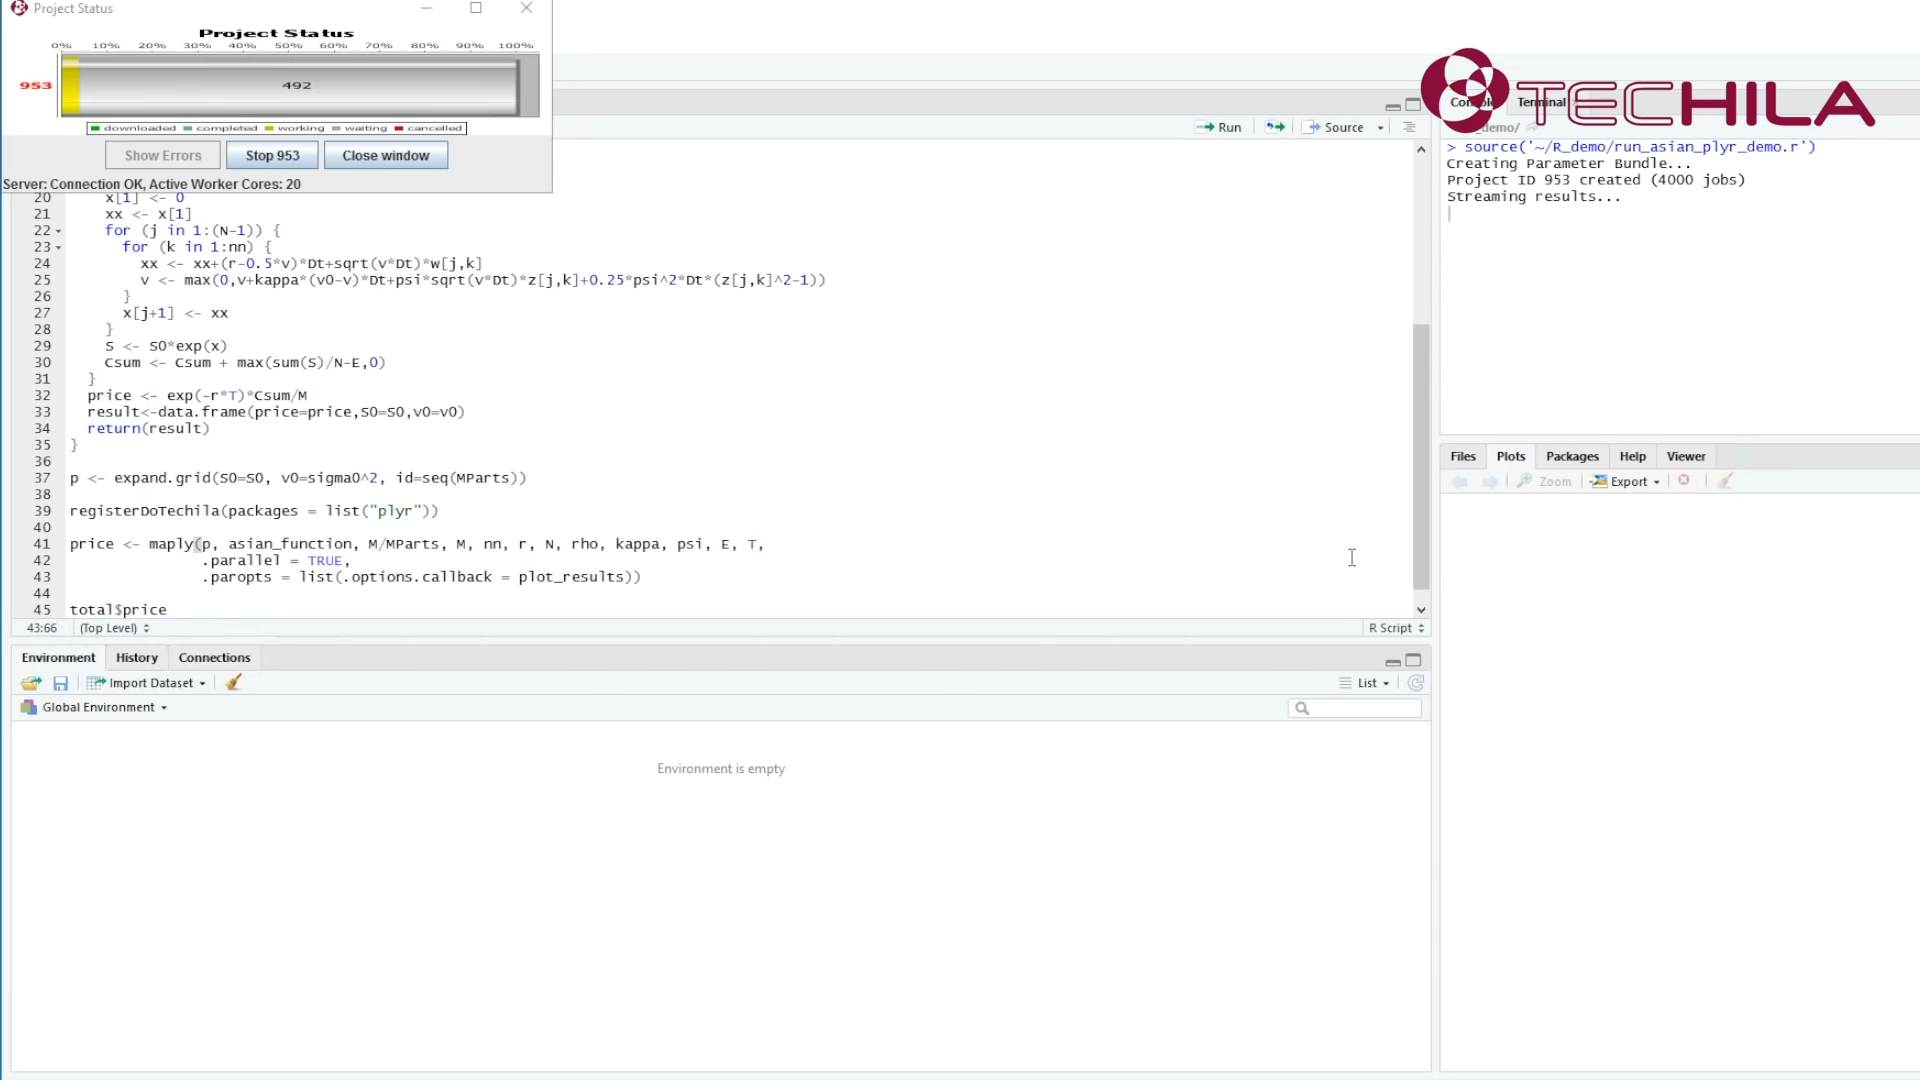 Project Status
Project Status
0% 10% 20% 30% 40% 50% 60% 70% 80% 90% 100%
953 492
downloaded completed working waiting cancelled
Show Errors Stop 953 Close window
Server: Connection OK, Active Worker Cores: 20
TECHILA
Terminal
Run Source
demo/
> source('~/R_demo/run_asian_plyr_demo.r')
Creating Parameter Bundle...
Project ID 953 created (4000 jobs)
Streaming results...
20 x[1] <- 0
21 xx <- x[1]
22 for (j in 1:(N-1)) {
23 for (k in 1:nn) {
24 xx <- xx+(r-0.5*v)*Dt+sqrt(v*Dt)*w[j,k]
25 v <- max(0,v+kappa*(v0-v)*Dt+psi*sqrt(v*Dt)*z[j,k]+0.25*psi^2*Dt*(z[j,k]^2-1))
26 }
27 x[j+1] <- xx
28 }
29 S <- S0*exp(x)
30 Csum <- Csum + max(sum(S)/N-E,0)
31 }
32 price <- exp(-r*T)*Csum/M
33 result<-data.frame(price=price,S0=S0,v0=v0)
34 return(result)
35 }
36
37 p <- expand.grid(S0=S0, v0=sigma0^2, id=seq(MParts))
38
39 registerDoTechila(packages = list("plyr"))
40
41 price <- maply(p, asian_function, M/MParts, M, nn, r, N, rho, kappa, psi, E, T,
42 .parallel = TRUE,
43 .paropts = list(.options.callback = plot_results))
44
45 total$price
43:66 (Top Level) R Script
Files Plots Packages Help Viewer
Zoom Export
Environment History Connections
Import Dataset List
Global Environment
Environment is empty